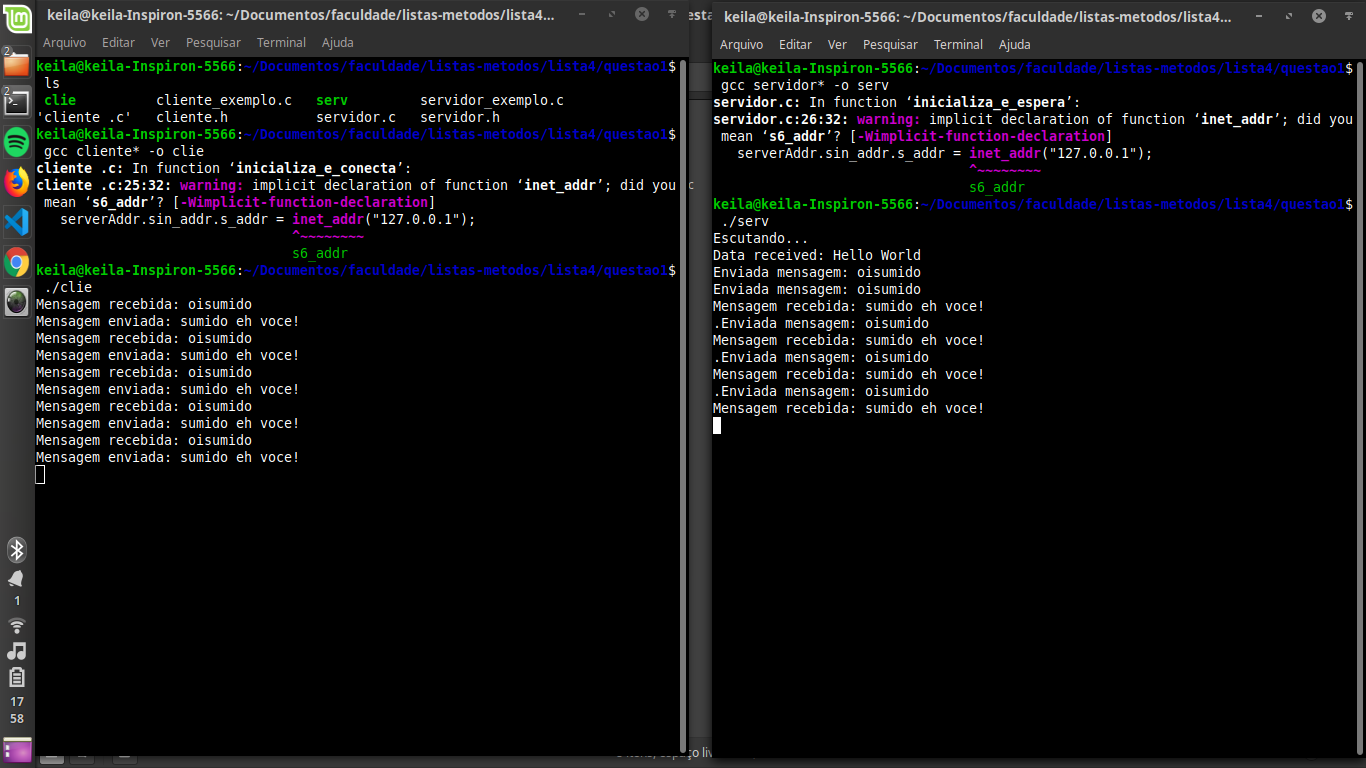 keila@keila-Inspiron-5566: ~/Documentos/faculdade/listas-metodos/lista4...
Arquivo Editar Ver Pesquisar Terminal Ajuda
keila@keila-Inspiron-5566:~/Documentos/faculdade/listas-metodos/lista4/questao1$
ls
clie cliente_exemplo.c serv servidor_exemplo.c
'cliente .c' cliente.h servidor.c servidor.h
keila@keila-Inspiron-5566:~/Documentos/faculdade/listas-metodos/lista4/questao1$
gcc cliente* -o clie
cliente .c: In function ‘inicializa_e_conecta’:
cliente .c:25:32: warning: implicit declaration of function ‘inet_addr’; did you
mean ‘s6_addr’? [-Wimplicit-function-declaration]
serverAddr.sin_addr.s_addr = inet_addr("127.0.0.1");
^~~~~~~~~
s6_addr
keila@keila-Inspiron-5566:~/Documentos/faculdade/listas-metodos/lista4/questao1$
./clie
Mensagem recebida: oisumido
Mensagem enviada: sumido eh voce!
Mensagem recebida: oisumido
Mensagem enviada: sumido eh voce!
Mensagem recebida: oisumido
Mensagem enviada: sumido eh voce!
Mensagem recebida: oisumido
Mensagem enviada: sumido eh voce!
Mensagem recebida: oisumido
Mensagem enviada: sumido eh voce!
keila@keila-Inspiron-5566: ~/Documentos/faculdade/listas-metodos/lista4...
Arquivo Editar Ver Pesquisar Terminal Ajuda
keila@keila-Inspiron-5566:~/Documentos/faculdade/listas-metodos/lista4/questao1$
gcc servidor* -o serv
servidor.c: In function ‘inicializa_e_espera’:
servidor.c:26:32: warning: implicit declaration of function ‘inet_addr’; did you
mean ‘s6_addr’? [-Wimplicit-function-declaration]
serverAddr.sin_addr.s_addr = inet_addr("127.0.0.1");
^~~~~~~~~
s6_addr
keila@keila-Inspiron-5566:~/Documentos/faculdade/listas-metodos/lista4/questao1$
./serv
Escutando...
Data received: Hello World
Enviada mensagem: oisumido
Enviada mensagem: oisumido
Mensagem recebida: sumido eh voce!
.Enviada mensagem: oisumido
Mensagem recebida: sumido eh voce!
.Enviada mensagem: oisumido
Mensagem recebida: sumido eh voce!
.Enviada mensagem: oisumido
Mensagem recebida: sumido eh voce!
2
2
1
17
58